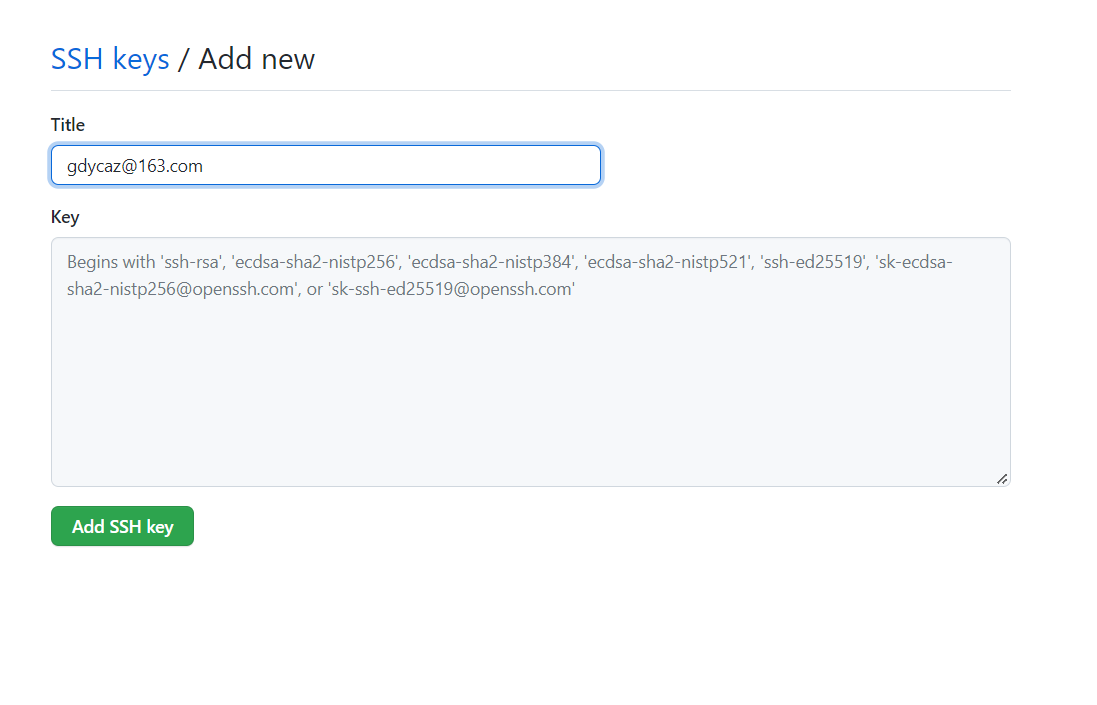 SSH keys / Add new
Title
gdycaz@163.com
Key
Begins with 'ssh-rsa', 'ecdsa-sha2-nistp256', 'ecdsa-sha2-nistp384', 'ecdsa-sha2-nistp521', 'ssh-ed25519', 'sk-ecdsa-
sha2-nistp256@openssh.com', or 'sk-ssh-ed25519@openssh.com'
Add SSH key